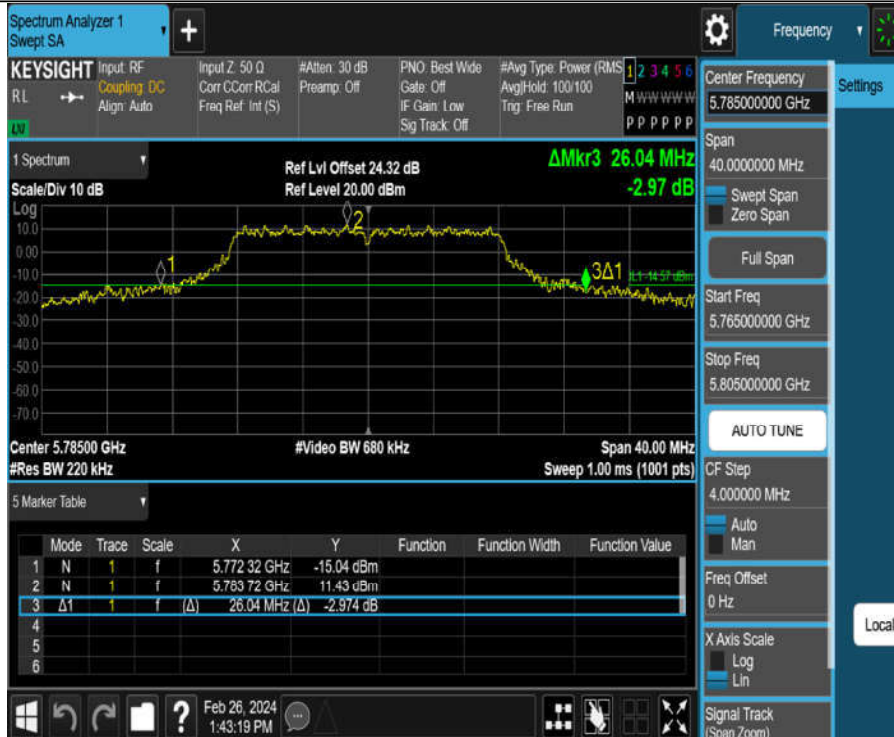 Spectrum Analyzer 1
Swept SA
+
Frequency
KEYSIGHT
RL
LXI
Input: RF
Coupling: DC
Align: Auto
Input Z: 50 Ω
Corr CCorr RCal
Freq Ref: Int (S)
#Atten: 30 dB
Preamp: Off
PNO: Best Wide
Gate: Off
IF Gain: Low
Sig Track: Off
#Avg Type: Power (RMS
Avg|Hold: 100/100
Trig: Free Run
1 2 3 4 5 6
M W W W W W
P P P P P P
1 Spectrum
Scale/Div 10 dB
Log
Ref Lvl Offset 24.32 dB
Ref Level 20.00 dBm
ΔMkr3 26.04 MHz
-2.97 dB
10.0
0.00
-10.0
-20.0
-30.0
-40.0
-50.0
-60.0
-70.0
1
2
3Δ1
-14.57 dBm
Center 5.78500 GHz
#Res BW 220 kHz
#Video BW 680 kHz
Span 40.00 MHz
Sweep 1.00 ms (1001 pts)
5 Marker Table
Mode Trace Scale X Y Function Function Width Function Value
1 N 1 f 5.772 32 GHz -15.04 dBm
2 N 1 f 5.783 72 GHz 11.43 dBm
3 Δ1 1 f (Δ) 26.04 MHz (Δ) -2.974 dB
4
5
6
Feb 26, 2024
1:43:19 PM
?
Center Frequency
5.785000000 GHz
Settings
Span
40.0000000 MHz
Swept Span
Zero Span
Full Span
Start Freq
5.765000000 GHz
Stop Freq
5.805000000 GHz
AUTO TUNE
CF Step
4.000000 MHz
Auto
Man
Freq Offset
0 Hz
Local
X Axis Scale
Log
Lin
Signal Track
(Span Zoom)